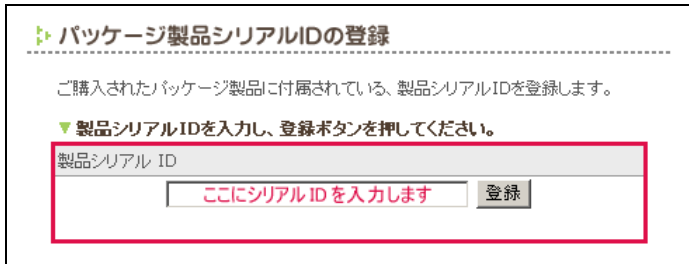 パッケージ製品シリアルIDの登録
ご購入されたパッケージ製品に付属されている、製品シリアルIDを登録します。
▼製品シリアルIDを入力し、登録ボタンを押してください。
製品シリアル ID
ここにシリアル ID を入力します 登録